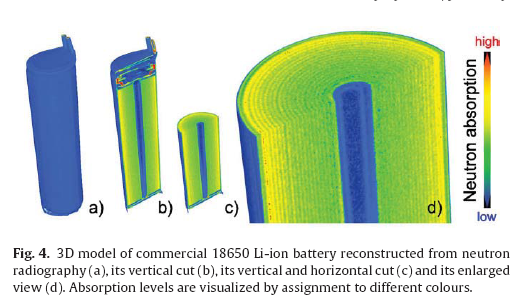 high
Neutron absorption
low
a)
b)
c)
d)
Fig. 4. 3D model of commercial 18650 Li-ion battery reconstructed from neutron
radiography (a), its vertical cut (b), its vertical and horizontal cut (c) and its enlarged
view (d). Absorption levels are visualized by assignment to different colours.